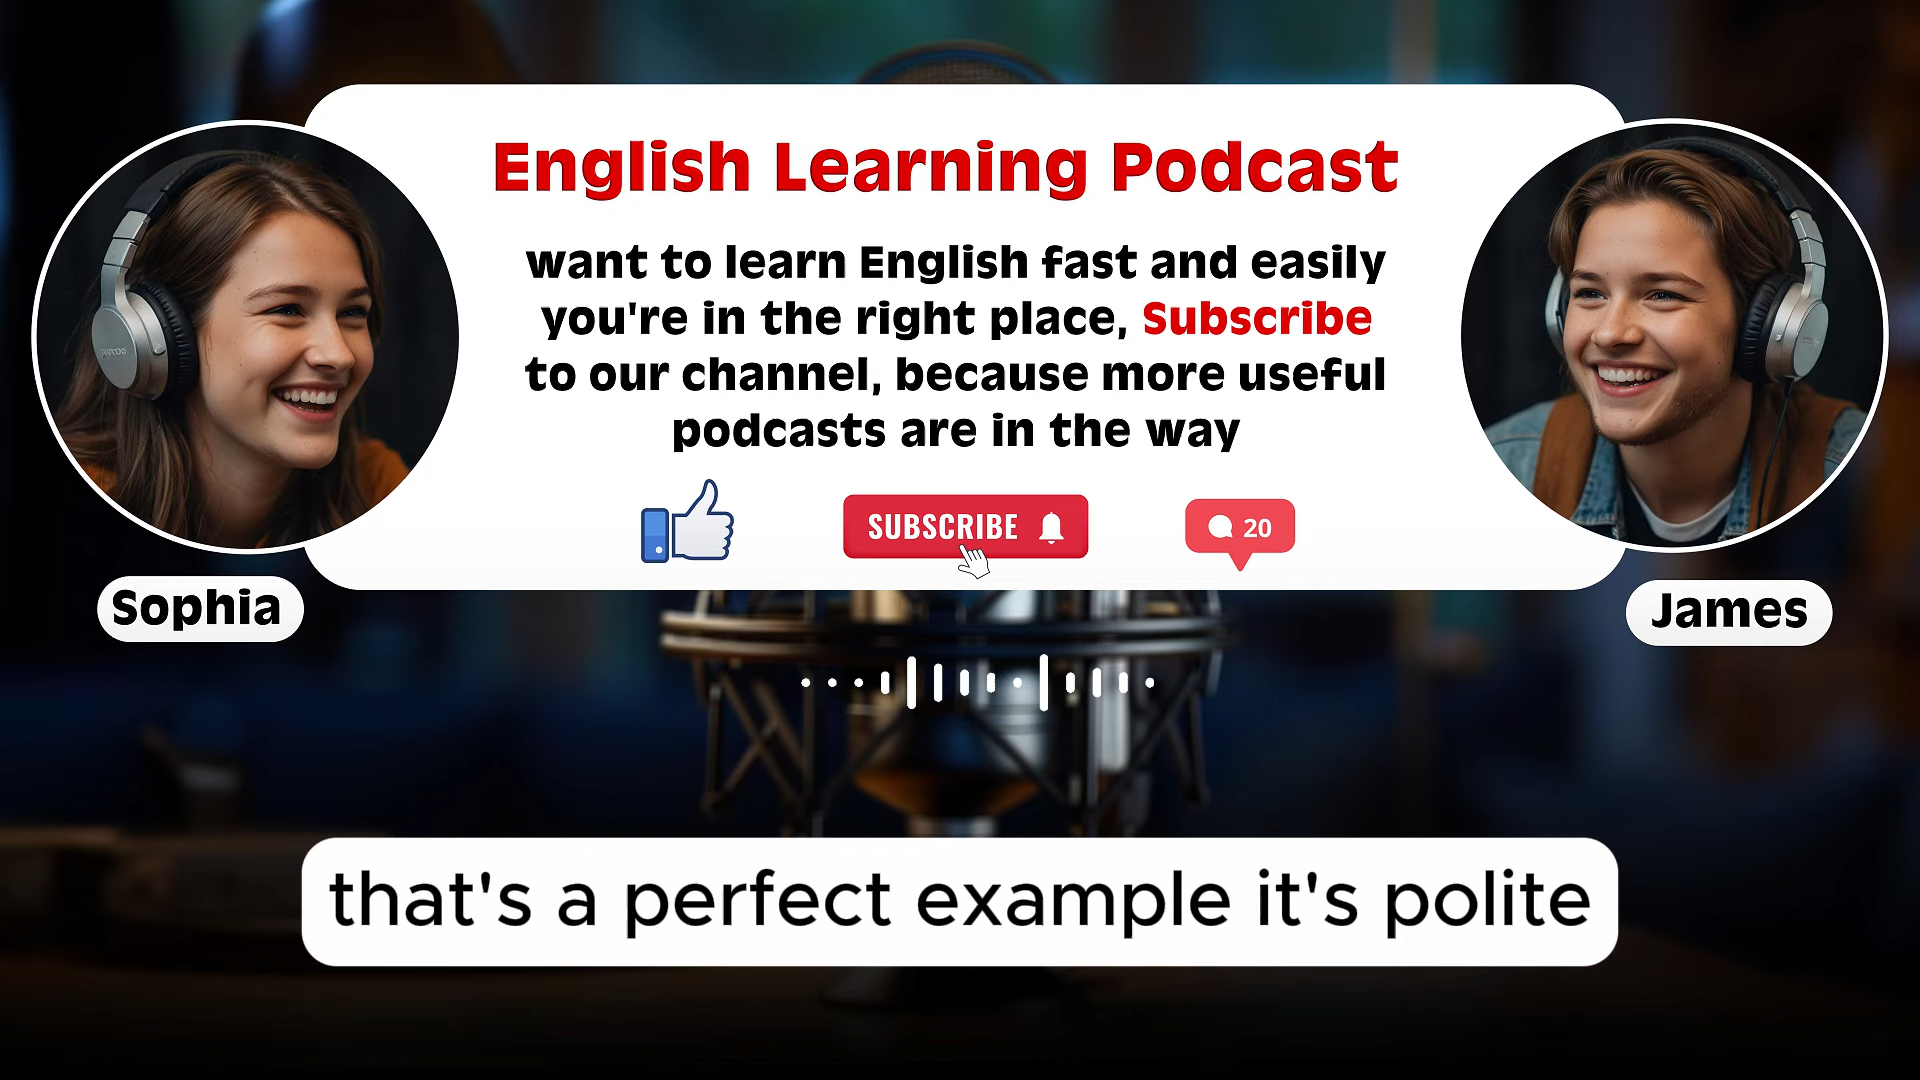 English Learning Podcast
want to learn English fast and easily
you're in the right place, Subscribe
to our channel, because more useful
podcasts are in the way
SUBSCRIBE
20
Sophia
James
that's a perfect example it's polite